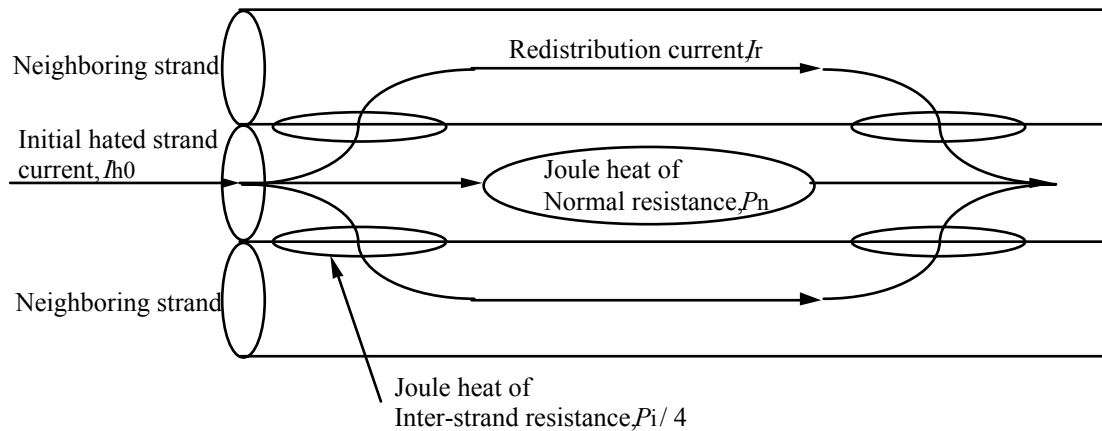 Redistribution current,Ir
Neighboring strand
Initial hated strand
current,Ih0
Joule heat of
Normal resistance,Pn
Neighboring strand
Joule heat of
Inter-strand resistance,Pi/ 4